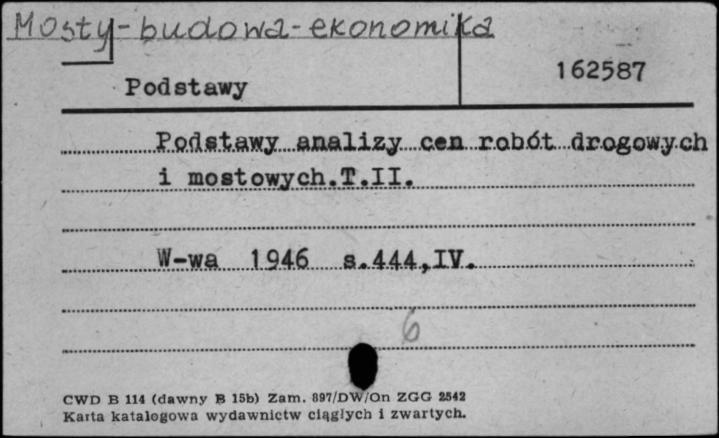 Mosty-budowa-ekonomika
162587
Podstawy
Podstawy analizy cen robót drogowych
i mostowych.T.II.
W-wa 1946 s.444,IV.
6
CWD B 114 (dawny B 15b) Zam. 897/DW/On ZGG 2542
Karta katalogowa wydawnictw ciągłych i zwartych.